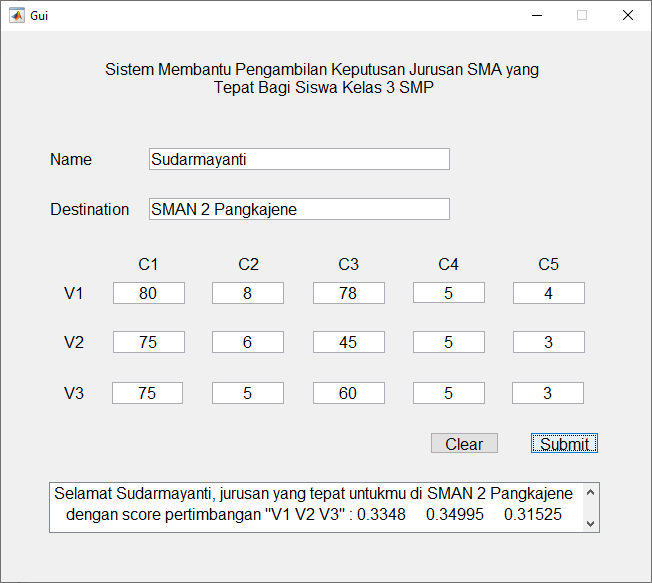 Gui
Sistem Membantu Pengambilan Keputusan Jurusan SMA yang
Tepat Bagi Siswa Kelas 3 SMP
Name Sudarmayanti
Destination SMAN 2 Pangkajene
C1 C2 C3 C4 C5
V1 80 8 78 5 4
V2 75 6 45 5 3
V3 75 5 60 5 3
Clear Submit
Selamat Sudarmayanti, jurusan yang tepat untukmu di SMAN 2 Pangkajene
dengan score pertimbangan "V1 V2 V3" : 0.3348 0.34995 0.31525